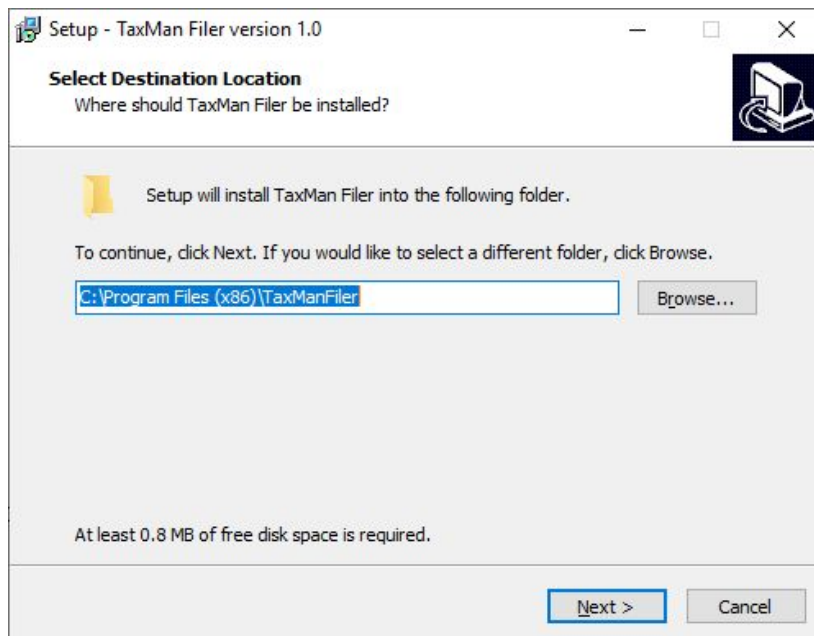 Setup - TaxMan Filer version 1.0
Select Destination Location
Where should TaxMan Filer be installed?
Setup will install TaxMan Filer into the following folder.
To continue, click Next. If you would like to select a different folder, click Browse.
C:\Program Files (x86)\TaxManFiler
Browse...
At least 0.8 MB of free disk space is required.
Next >
Cancel